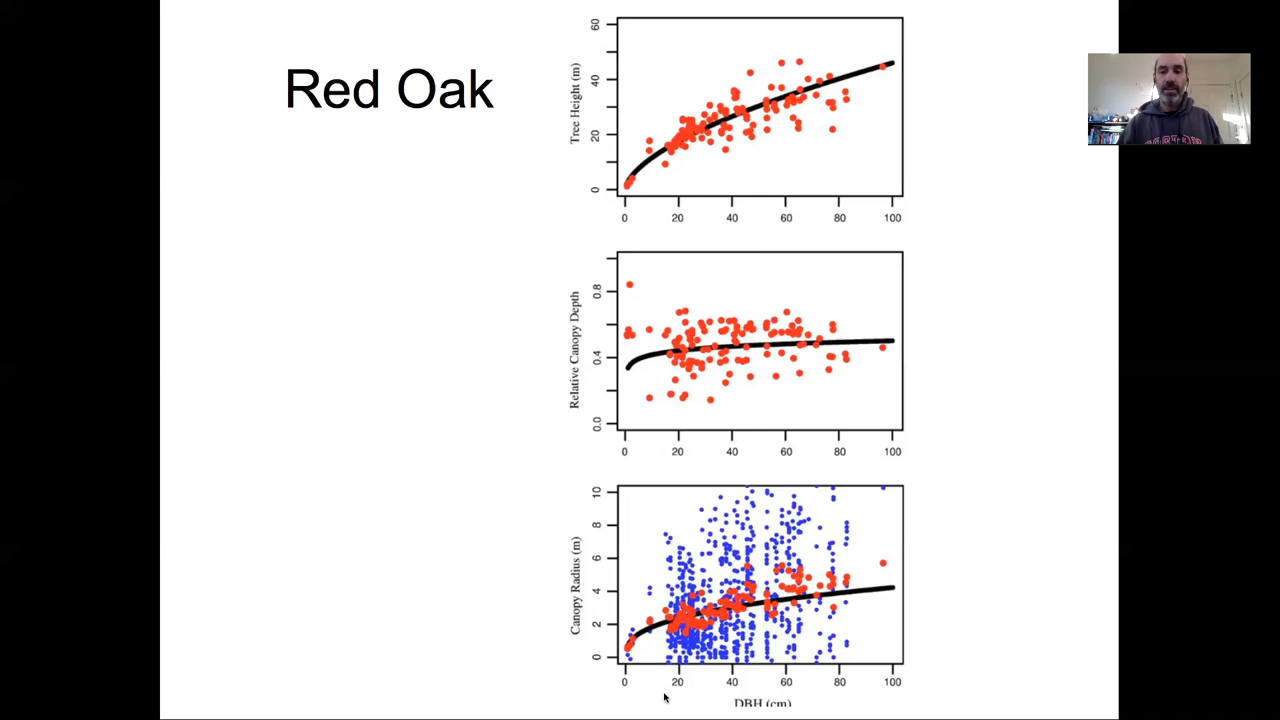 Red Oak
Tree Height (m)
60
40
20
0
0 20 40 60 80 100
Relative Canopy Depth
0.8
0.4
0.0
0 20 40 60 80 100
Canopy Radius (m)
10
8
6
4
2
0
0 20 40 60 80 100
DBH (cm)